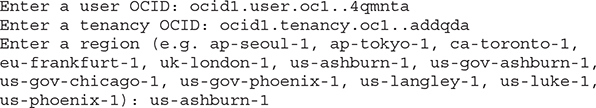 Enter a user OCID: ocid1.user.oc1..4qmnta
Enter a tenancy OCID: ocid1.tenancy.oc1..addqda
Enter a region (e.g. ap-seoul-1, ap-tokyo-1, ca-toronto-1,
eu-frankfurt-1, uk-london-1, us-ashburn-1, us-gov-ashburn-1,
us-gov-chicago-1, us-gov-phoenix-1, us-langley-1, us-luke-1,
us-phoenix-1): us-ashburn-1